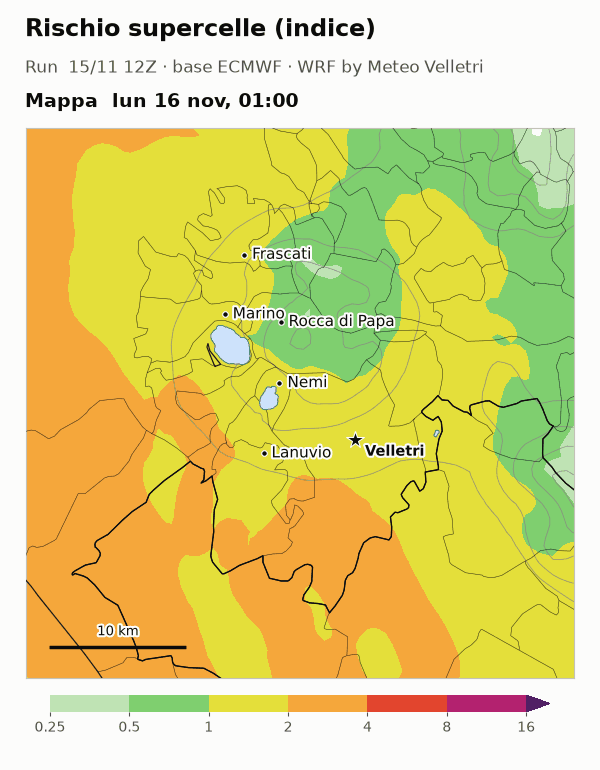 Rischio supercelle (indice)
Run  15/11 12Z · base ECMWF · WRF by Meteo Velletri
Mappa  lun 16 nov, 01:00
Frascati
Marino
Rocca di Papa
Nemi
Velletri
Lanuvio
10 km
0.25 0.5 1 2 4 8 16